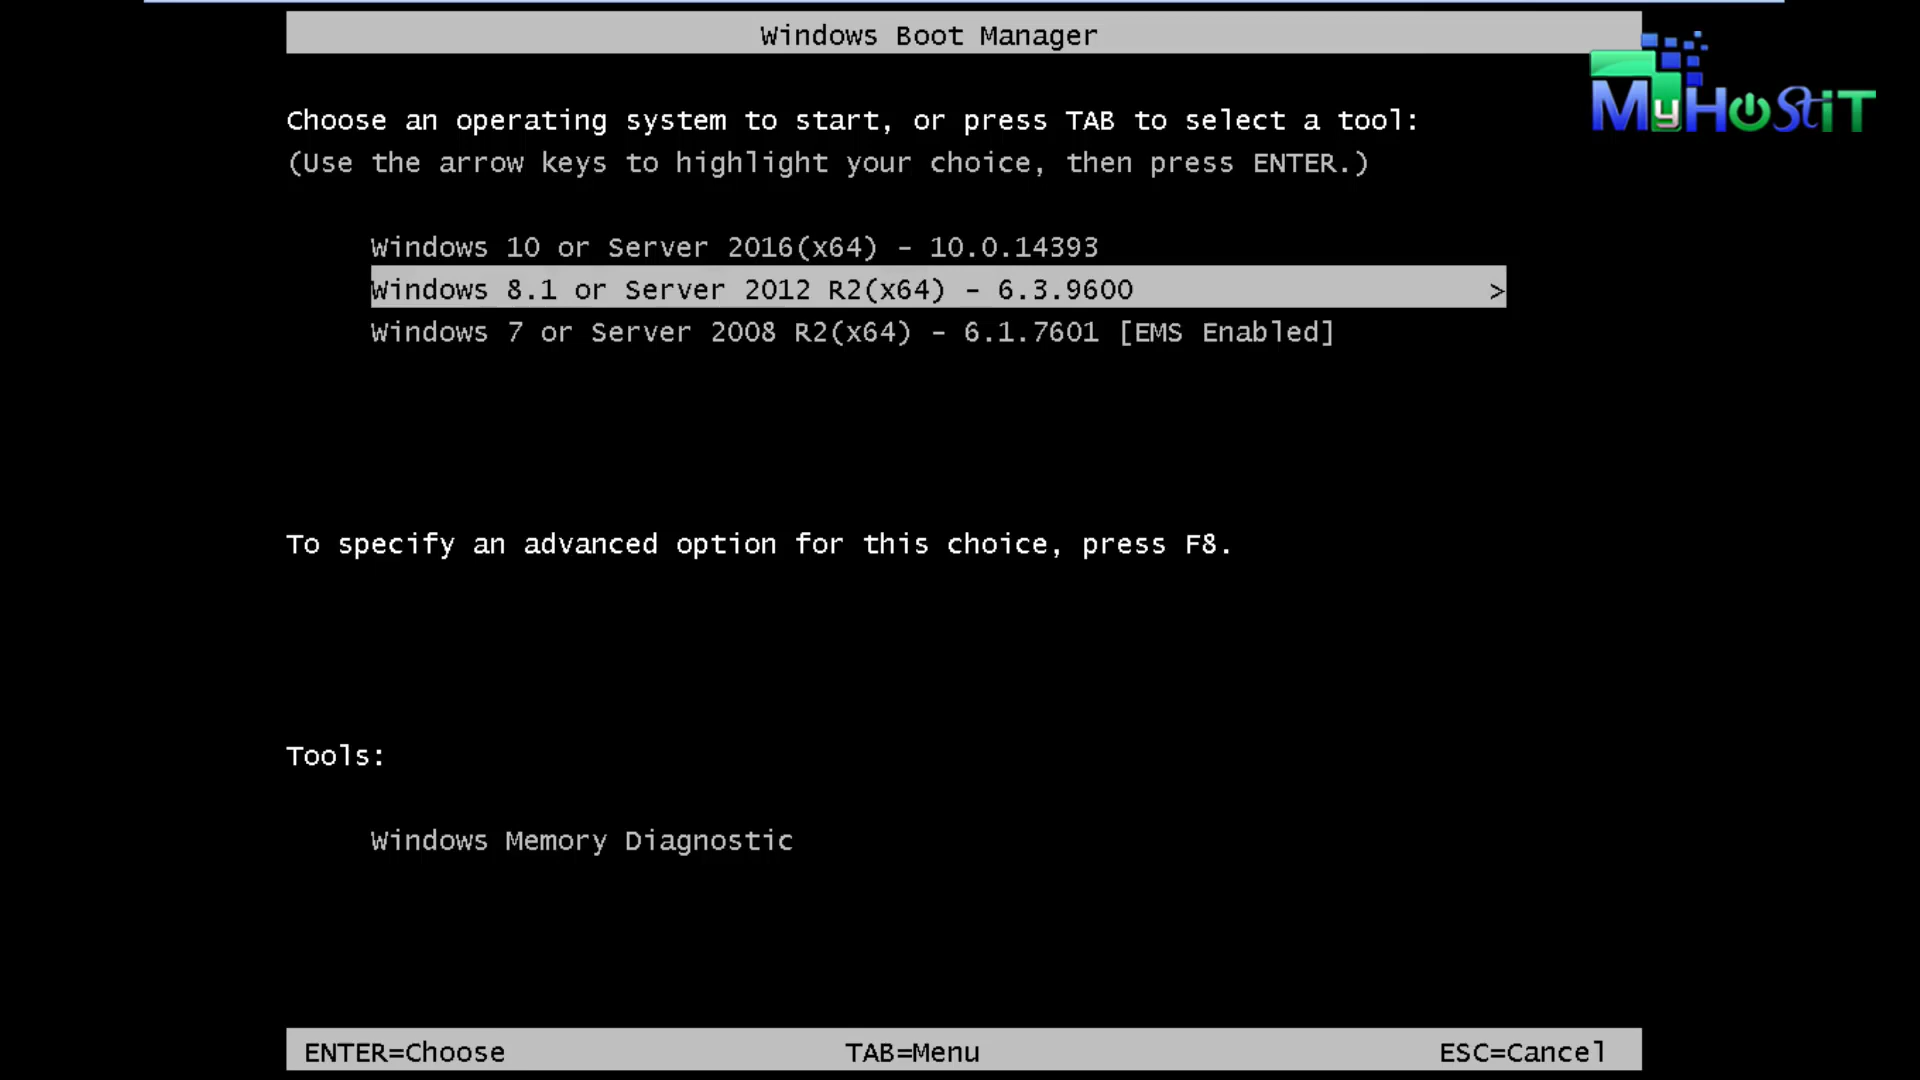 Windows Boot Manager
MyHostiT
Choose an operating system to start, or press TAB to select a tool:
(Use the arrow keys to highlight your choice, then press ENTER.)
Windows 10 or Server 2016(x64) - 10.0.14393
Windows 8.1 or Server 2012 R2(x64) - 6.3.9600 >
Windows 7 or Server 2008 R2(x64) - 6.1.7601 [EMS Enabled]
To specify an advanced option for this choice, press F8.
Tools:
Windows Memory Diagnostic
ENTER=Choose TAB=Menu ESC=Cancel